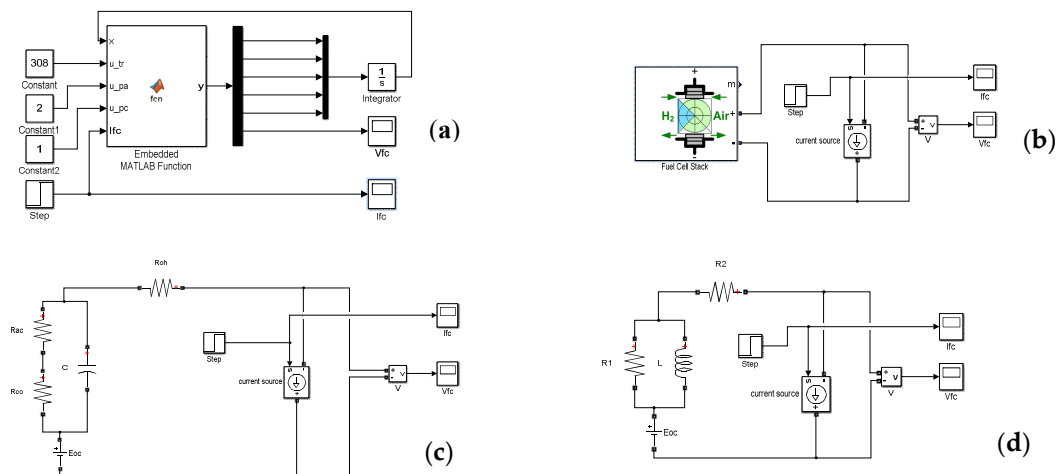 x
308
u_tr
Constant
2
u_pa
fcn
y
1
s
Integrator
Constant1
u_pc
1
Ifc
Constant2
Embedded
MATLAB Function
Vfc
(a)
Step
Ifc
+
m
H2
Air
+
-
-
Fuel Cell Stack
Step
Ifc
s
-
+
current source
+
-
v
V
Vfc
(b)
Roh
+
+
Rac
+
C
+
Rco
+
Eoc
Step
Ifc
s
-
+
current source
+
-
v
V
Vfc
(c)
R2
+
+
R1
+
L
+
Eoc
Step
Ifc
s
-
+
current source
+
-
v
V
Vfc
(d)